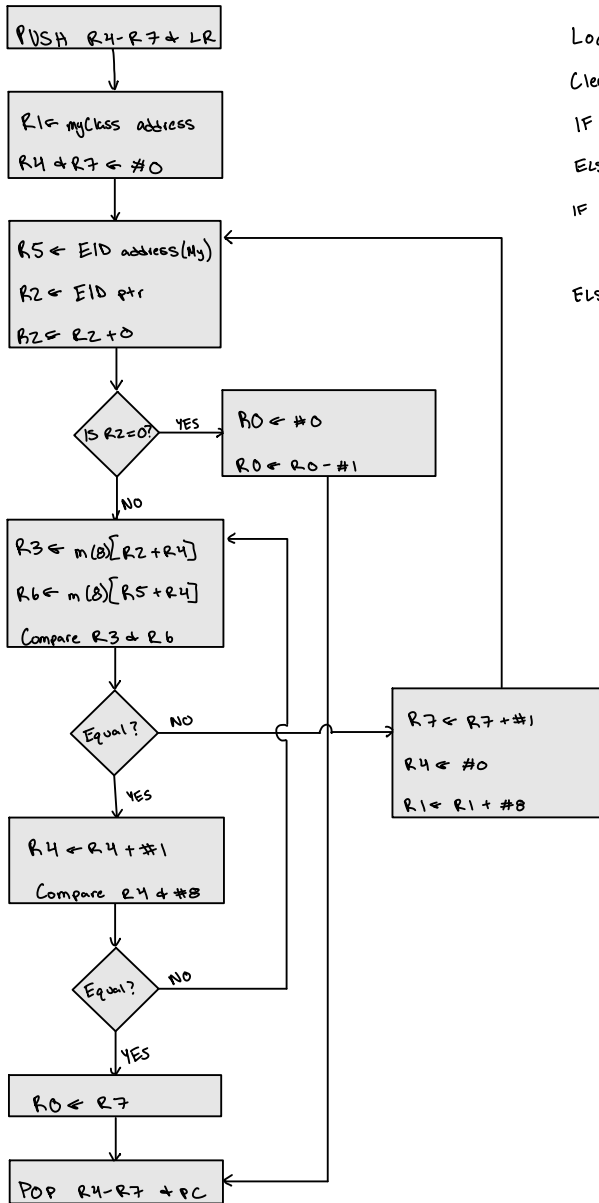 PUSH R4-R7 & LR
R1← myClass address
R4 & R7 ← #0
R5 ← EID address(My)
R2 ← EID ptr
R2 ← R2 + 0
IS R2=0?
YES
R0 ← #0
R0 ← R0 - #1
NO
R3 ← m(8)[R2+R4]
R6 ← m(8)[R5+R4]
Compare R3 & R6
Equal?
NO
R7 ← R7 + #1
R4 ← #0
R1 ← R1 + #8
YES
R4 ← R4 + #1
Compare R4 & #8
Equal?
NO
YES
R0 ← R7
POP R4-R7 & PC
Loc
Cle
IF
ELS
IF
ELS